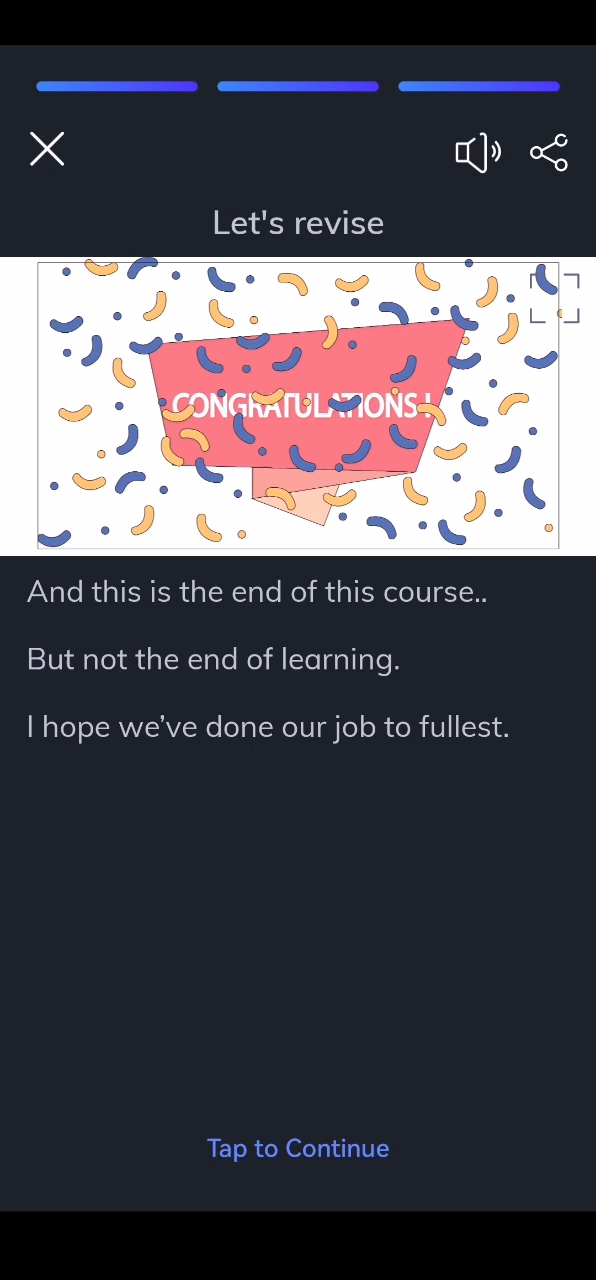 Let's revise
CONGRATULATIONS !
And this is the end of this course..
But not the end of learning.
I hope we’ve done our job to fullest.
Tap to Continue